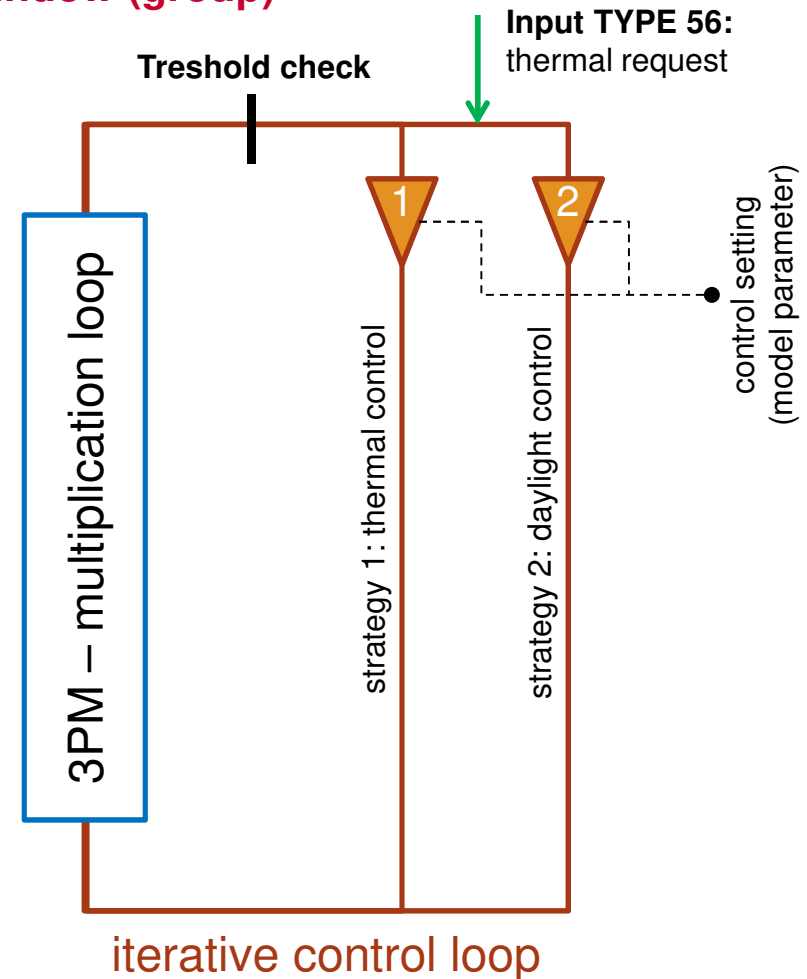 (group)
Input TYPE 56:
thermal request
Treshold check
1
2
control setting
(model parameter)
3PM – multiplication loop
strategy 1: thermal control
strategy 2: daylight control
iterative control loop